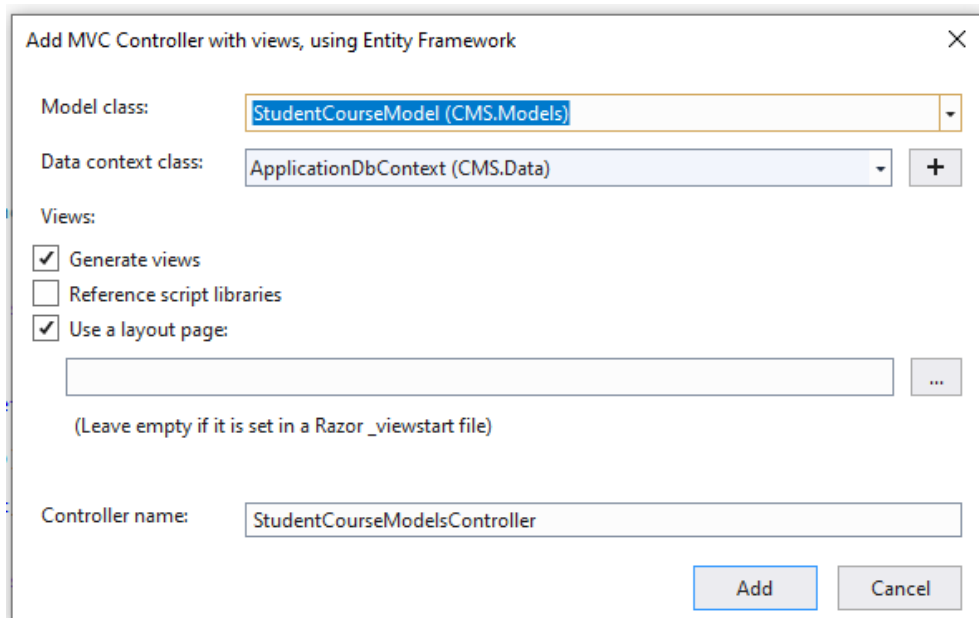 Add MVC Controller with views, using Entity Framework
Model class: StudentCourseModel (CMS.Models)
Data context class: ApplicationDbContext (CMS.Data) +
Views:
Generate views
Reference script libraries
Use a layout page:
...
(Leave empty if it is set in a Razor _viewstart file)
Controller name: StudentCourseModelsController
Add Cancel